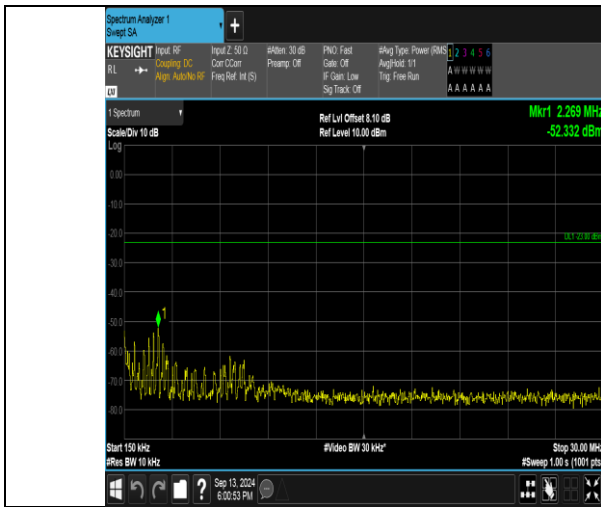 Spectrum Analyzer 1
Swept SA
+
KEYSIGHT Input: RF Input Z: 50 Ω #Atten: 30 dB PNO: Fast #Avg Type: Power (RMS 1 2 3 4 5 6
RL Coupling: DC Corr CCorr Preamp: Off Gate: Off Avg|Hold: 1/1 A W W W W W
Align: Auto/No RF Freq Ref: Int (S) IF Gain: Low Trig: Free Run
Sig Track: Off A A A A A A
LXI
1 Spectrum Ref Lvl Offset 8.10 dB Mkr1 2.269 MHz
Scale/Div 10 dB Ref Level 10.00 dBm -52.332 dBm
Log
0.00
-10.0
-20.0
DL1 -23.00 dBm
-30.0
-40.0
1
-50.0
-60.0
-70.0
-80.0
Start 150 kHz #Video BW 30 kHz* Stop 30.00 MHz
#Res BW 10 kHz #Sweep 1.00 s (1001 pts
? Sep 13, 2024
6:00:53 PM